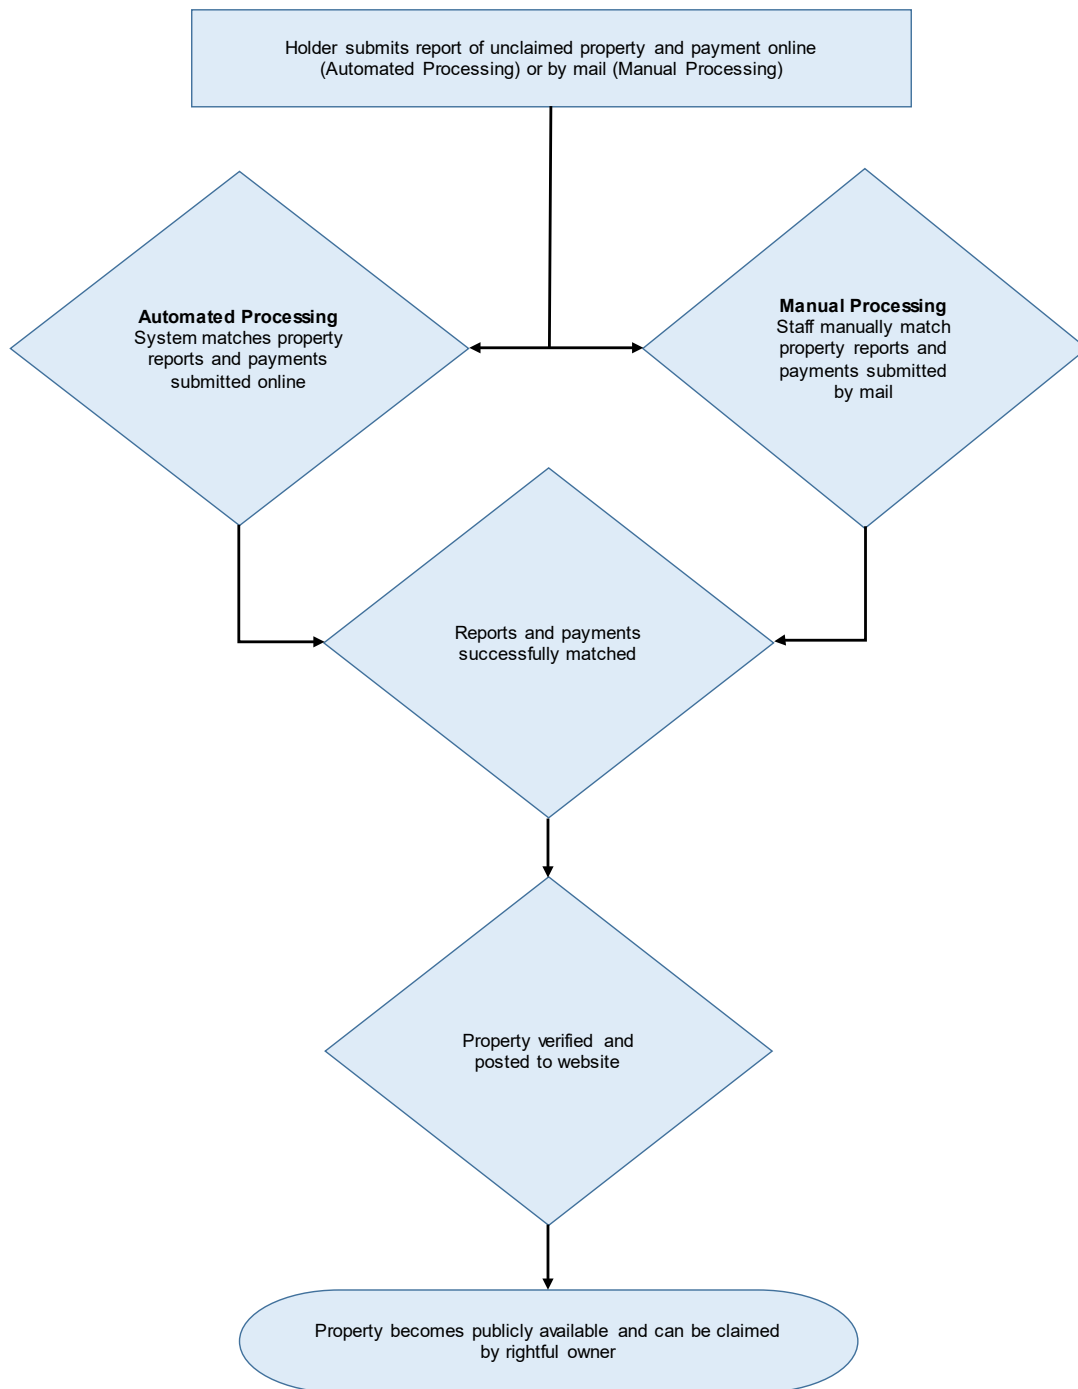 Holder submits report of unclaimed property and payment online
(Automated Processing) or by mail (Manual Processing)
Automated Processing
System matches property
reports and payments
submitted online
Manual Processing
Staff manually match
property reports and
payments submitted
by mail
Reports and payments
successfully matched
Property verified and
posted to website
Property becomes publicly available and can be claimed
by rightful owner